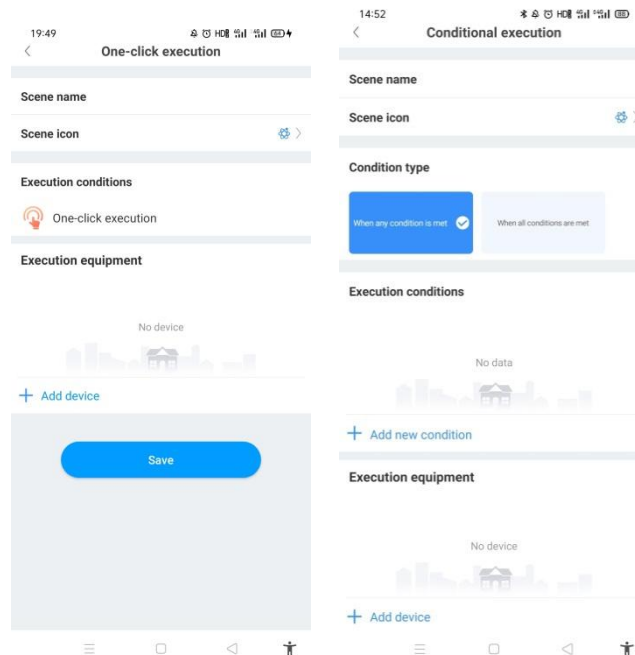 19:49
One-click execution
Scene name
Scene icon
Execution conditions
One-click execution
Execution equipment
No device
Add device
Save
14:52
Conditional execution
Scene name
Scene icon
Condition type
When any condition is met
When all conditions are met
Execution conditions
No data
Add new condition
Execution equipment
No device
Add device